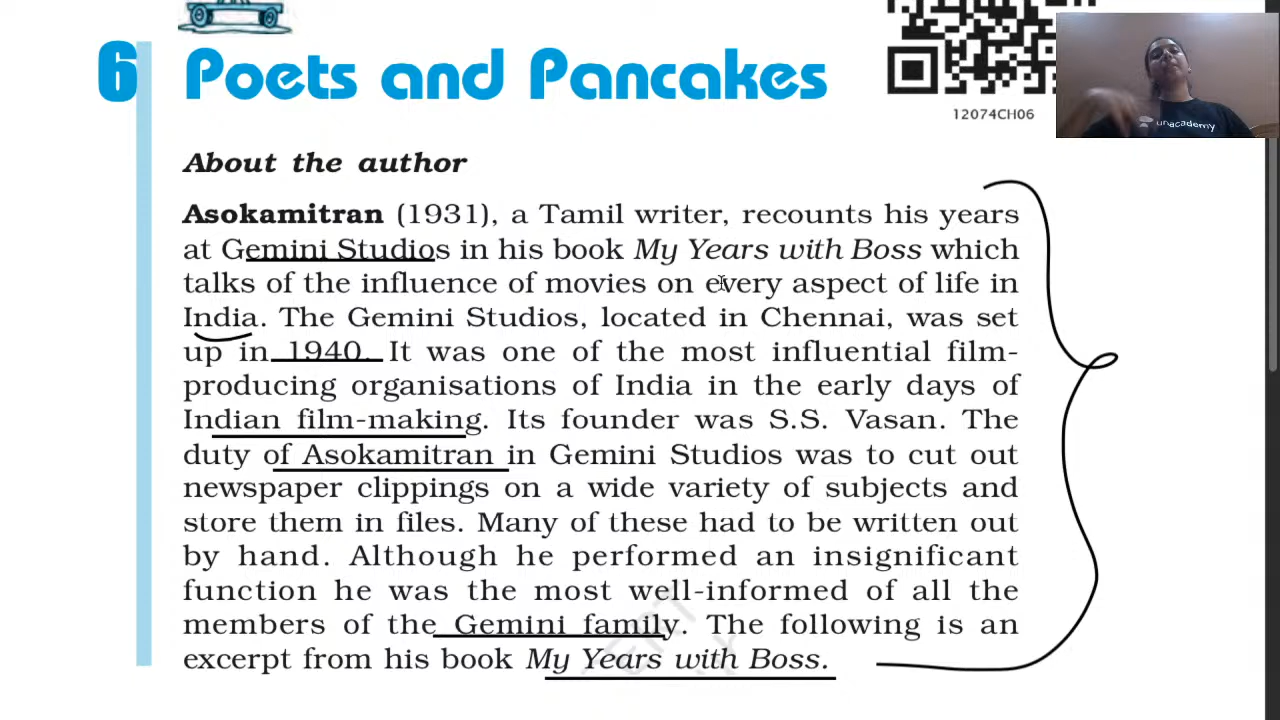 6 Poets and Pancakes
12074CH06
unacademy
About the author
Asokamitran (1931), a Tamil writer, recounts his years
at Gemini Studios in his book My Years with Boss which
talks of the influence of movies on every aspect of life in
India. The Gemini Studios, located in Chennai, was set
up in 1940. It was one of the most influential film-
producing organisations of India in the early days of
Indian film-making. Its founder was S.S. Vasan. The
duty of Asokamitran in Gemini Studios was to cut out
newspaper clippings on a wide variety of subjects and
store them in files. Many of these had to be written out
by hand. Although he performed an insignificant
function he was the most well-informed of all the
members of the Gemini family. The following is an
excerpt from his book My Years with Boss.